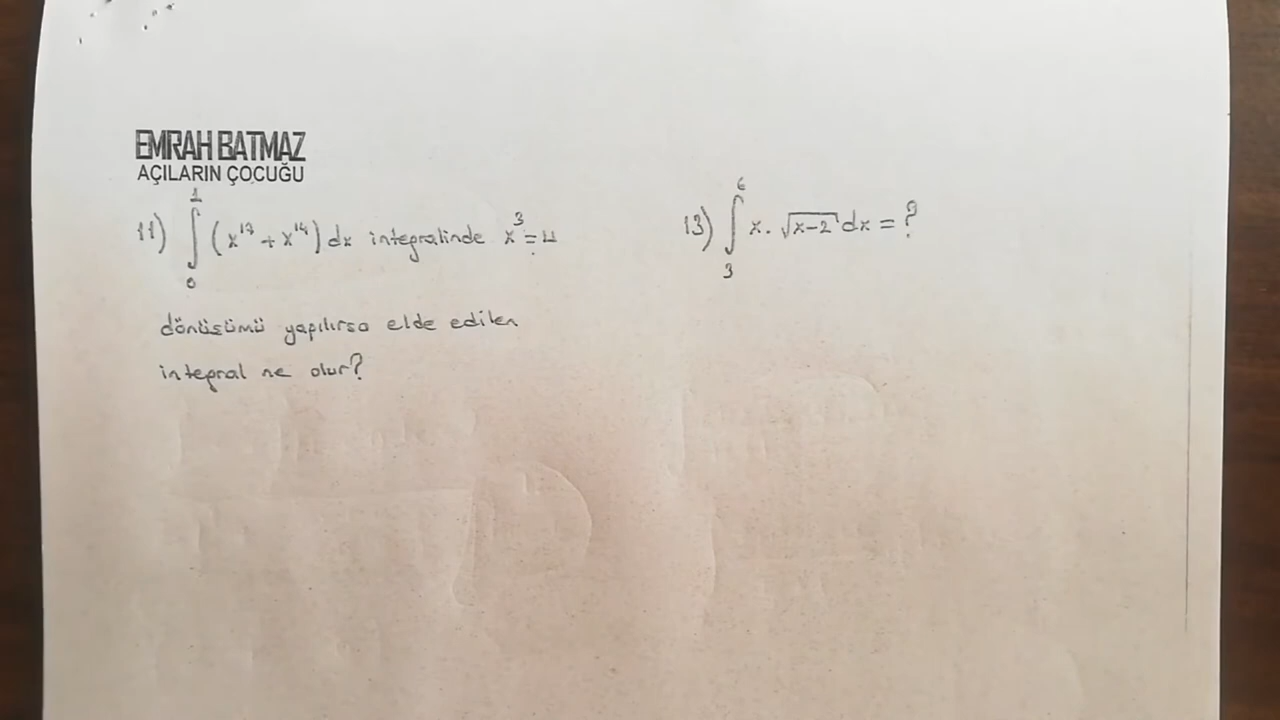 EMRAH BATMAZ
AÇILARIN ÇOCUĞU
11) ∫₀¹ (x¹⁷ + x¹⁴) dx integralinde x³ = u
dönüşümü yapılırsa elde edilen
integral ne olur?
13) ∫₃⁶ x . √(x-2) dx = ?